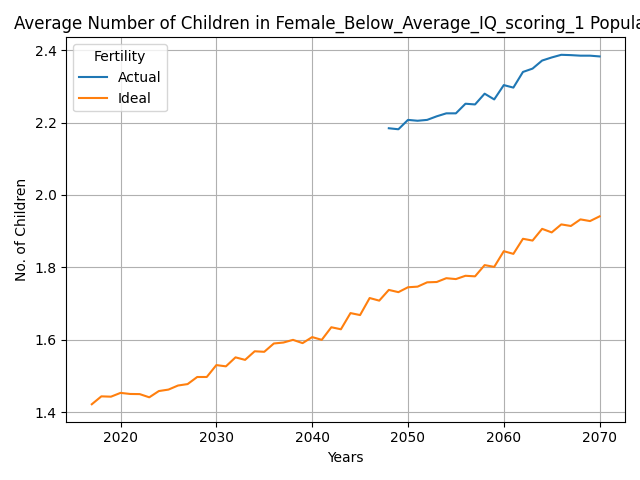 Average Number of Children in Female_Below_Average_IQ_scoring_1 Popula
Fertility
Actual
Ideal
No. of Children
2.4
2.2
2.0
1.8
1.6
1.4
2020 2030 2040 2050 2060 2070
Years